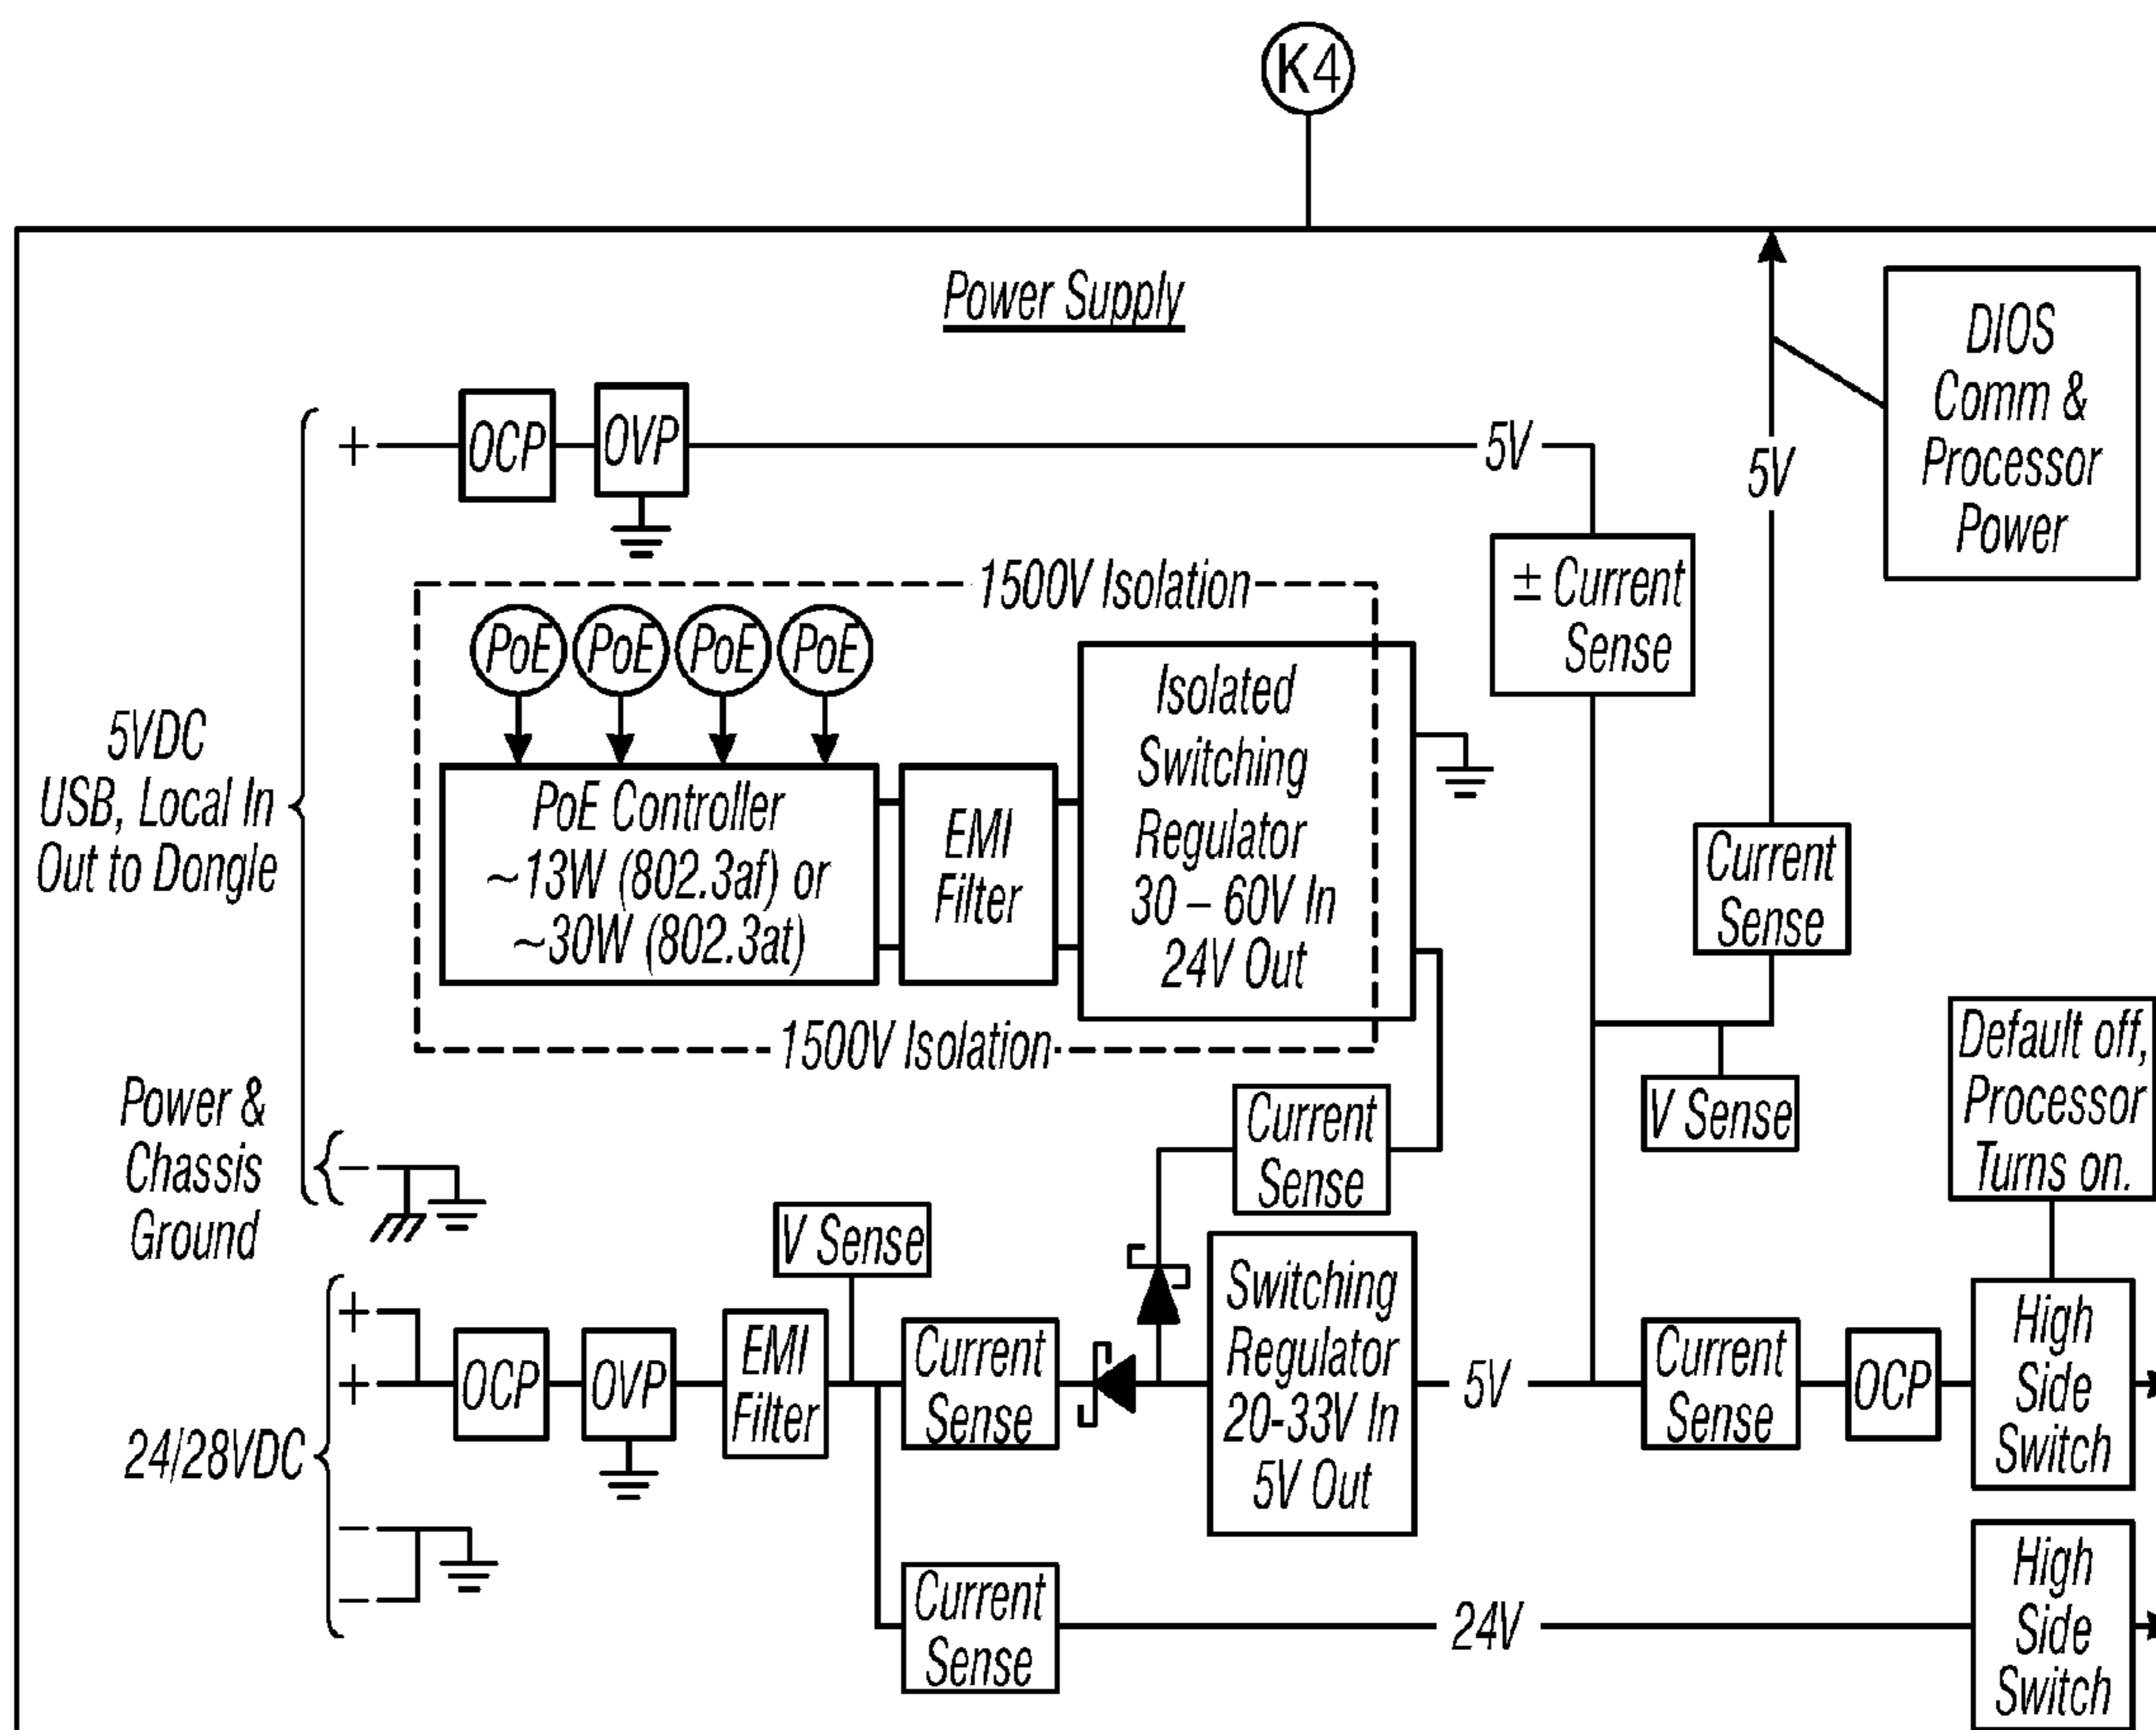 K4
Power Supply
DIOS
Comm &
Processor
Power
+
OCP
OVP
5V
5V
1500V Isolation
± Current
Sense
PoE
PoE
PoE
PoE
Isolated
Switching
Regulator
30 – 60V In
24V Out
5VDC
USB, Local In
Out to Dongle
PoE Controller
~13W (802.3af) or
~30W (802.3at)
EMI
Filter
Current
Sense
1500V Isolation
Default off,
Processor
Turns on.
V Sense
Power &
Chassis
Ground
–
Current
Sense
V Sense
24/28VDC
+
+
–
–
OCP
OVP
EMI
Filter
Current
Sense
Switching
Regulator
20-33V In
5V Out
5V
Current
Sense
OCP
High
Side
Switch
Current
Sense
24V
High
Side
Switch